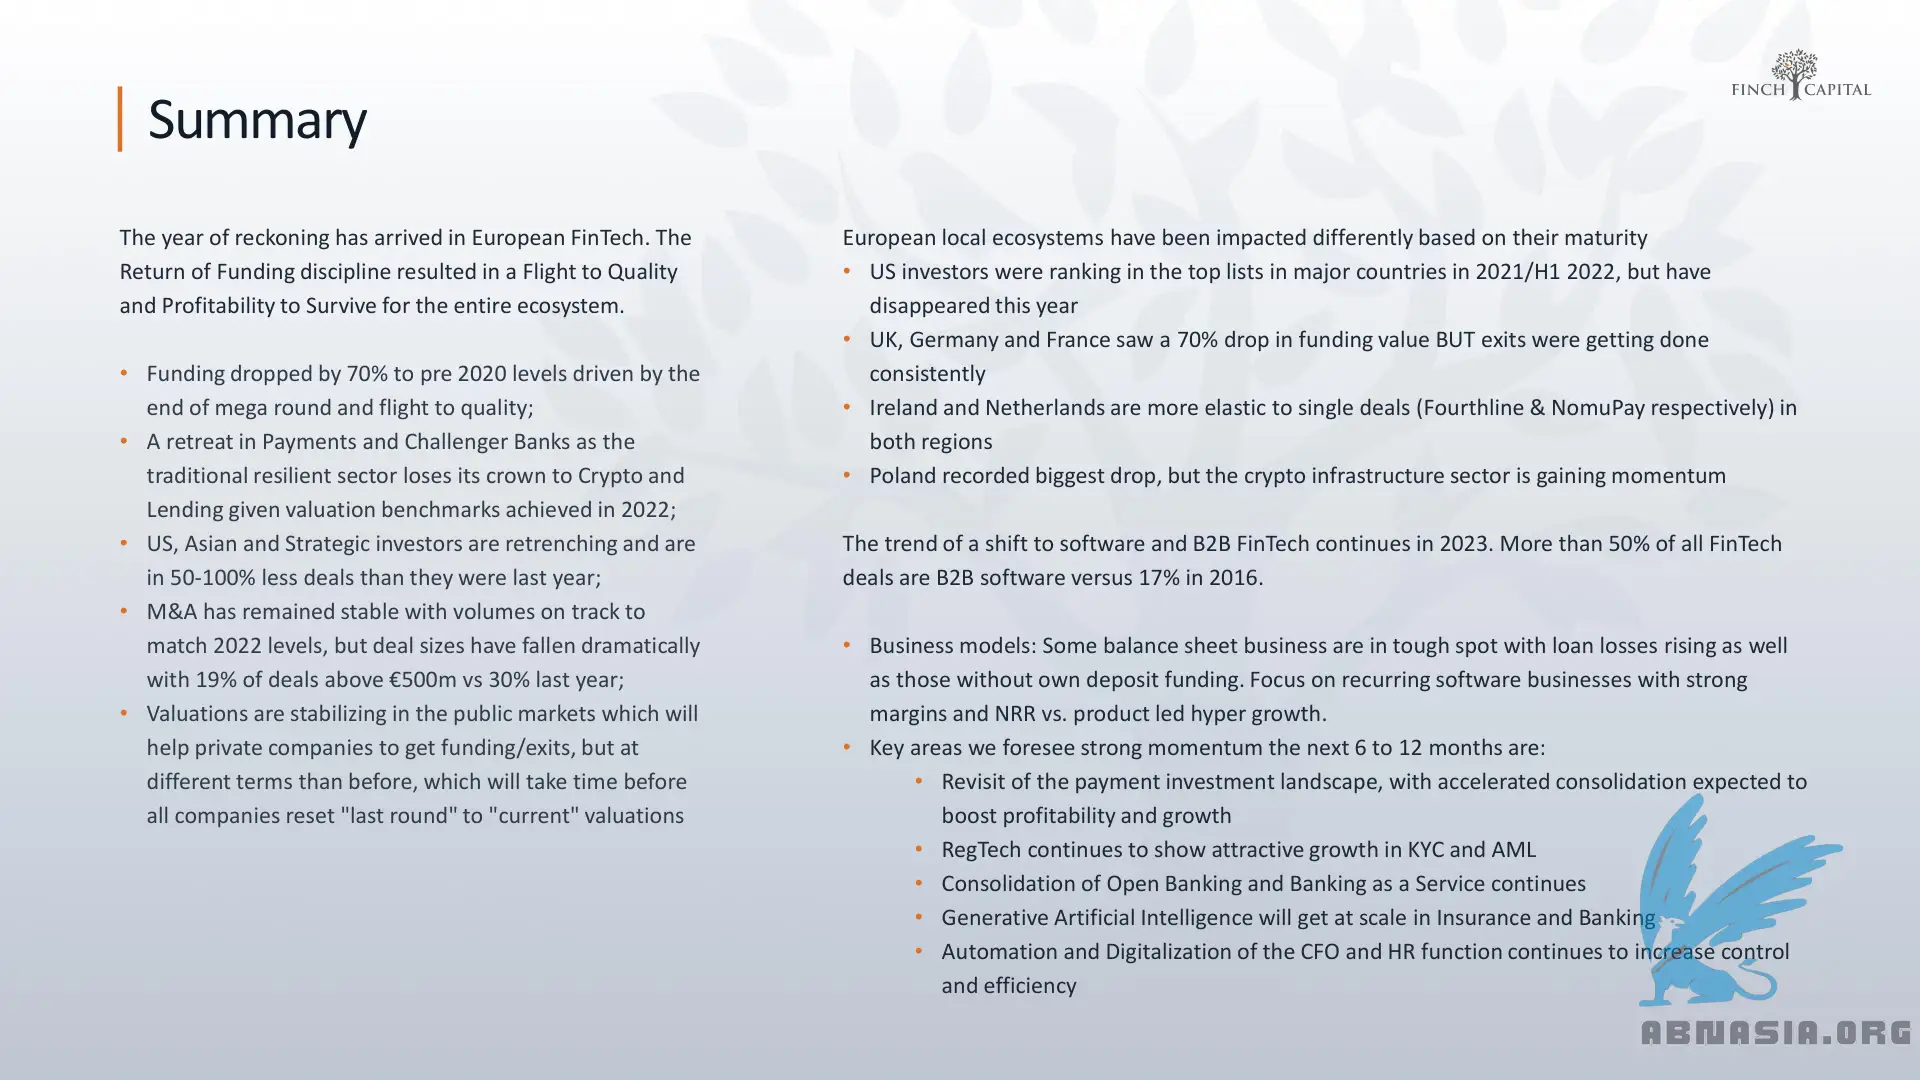 FINCH CAPITAL
Summary
The year of reckoning has arrived in European FinTech. The
Return of Funding discipline resulted in a Flight to Quality
and Profitability to Survive for the entire ecosystem.
• Funding dropped by 70% to pre 2020 levels driven by the
end of mega round and flight to quality;
• A retreat in Payments and Challenger Banks as the
traditional resilient sector loses its crown to Crypto and
Lending given valuation benchmarks achieved in 2022;
• US, Asian and Strategic investors are retrenching and are
in 50-100% less deals than they were last year;
• M&A has remained stable with volumes on track to
match 2022 levels, but deal sizes have fallen dramatically
with 19% of deals above €500m vs 30% last year;
• Valuations are stabilizing in the public markets which will
help private companies to get funding/exits, but at
different terms than before, which will take time before
all companies reset "last round" to "current" valuations
European local ecosystems have been impacted differently based on their maturity
• US investors were ranking in the top lists in major countries in 2021/H1 2022, but have
disappeared this year
• UK, Germany and France saw a 70% drop in funding value BUT exits were getting done
consistently
• Ireland and Netherlands are more elastic to single deals (Fourthline & NomuPay respectively) in
both regions
• Poland recorded biggest drop, but the crypto infrastructure sector is gaining momentum
The trend of a shift to software and B2B FinTech continues in 2023. More than 50% of all FinTech
deals are B2B software versus 17% in 2016.
• Business models: Some balance sheet business are in tough spot with loan losses rising as well
as those without own deposit funding. Focus on recurring software businesses with strong
margins and NRR vs. product led hyper growth.
• Key areas we foresee strong momentum the next 6 to 12 months are:
• Revisit of the payment investment landscape, with accelerated consolidation expected to
boost profitability and growth
• RegTech continues to show attractive growth in KYC and AML
• Consolidation of Open Banking and Banking as a Service continues
• Generative Artificial Intelligence will get at scale in Insurance and Banking
• Automation and Digitalization of the CFO and HR function continues to increase control
and efficiency
ABNASIA.ORG